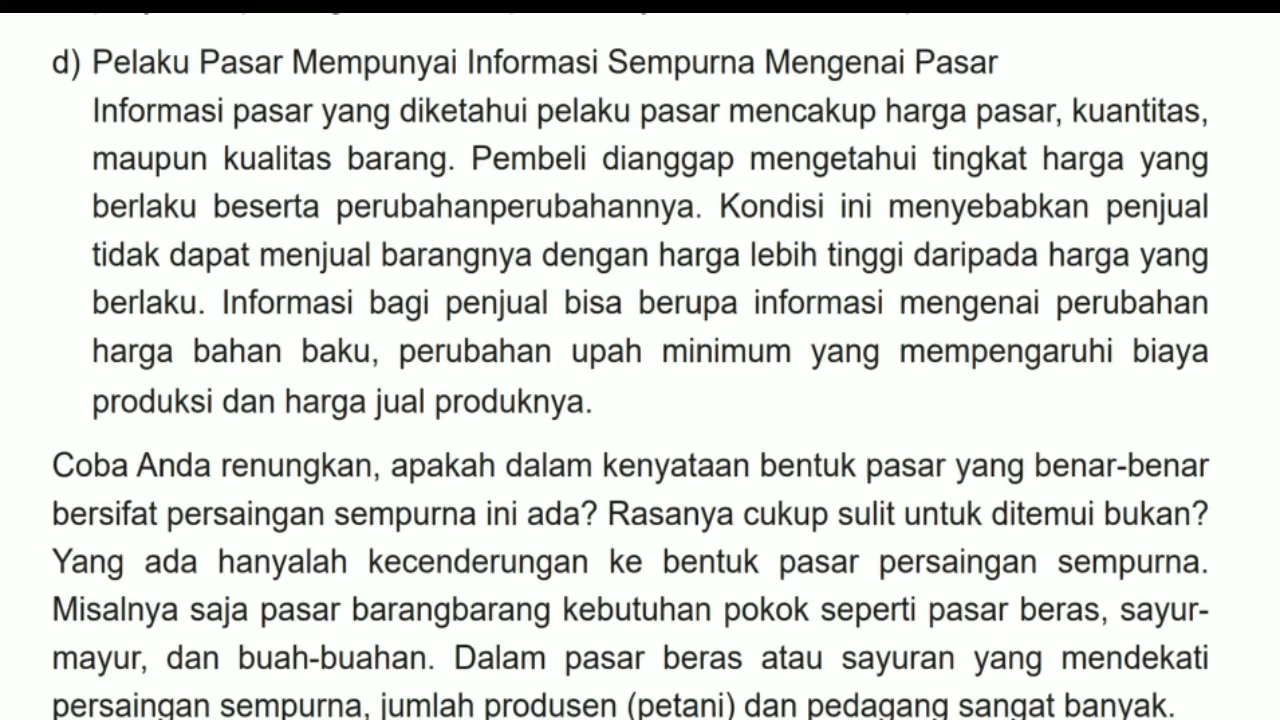 d) Pelaku Pasar Mempunyai Informasi Sempurna Mengenai Pasar
Informasi pasar yang diketahui pelaku pasar mencakup harga pasar, kuantitas,
maupun kualitas barang. Pembeli dianggap mengetahui tingkat harga yang
berlaku beserta perubahanperubahannya. Kondisi ini menyebabkan penjual
tidak dapat menjual barangnya dengan harga lebih tinggi daripada harga yang
berlaku. Informasi bagi penjual bisa berupa informasi mengenai perubahan
harga bahan baku, perubahan upah minimum yang mempengaruhi biaya
produksi dan harga jual produknya.
Coba Anda renungkan, apakah dalam kenyataan bentuk pasar yang benar-benar
bersifat persaingan sempurna ini ada? Rasanya cukup sulit untuk ditemui bukan?
Yang ada hanyalah kecenderungan ke bentuk pasar persaingan sempurna.
Misalnya saja pasar barangbarang kebutuhan pokok seperti pasar beras, sayur-
mayur, dan buah-buahan. Dalam pasar beras atau sayuran yang mendekati
persaingan sempurna, jumlah produsen (petani) dan pedagang sangat banyak.